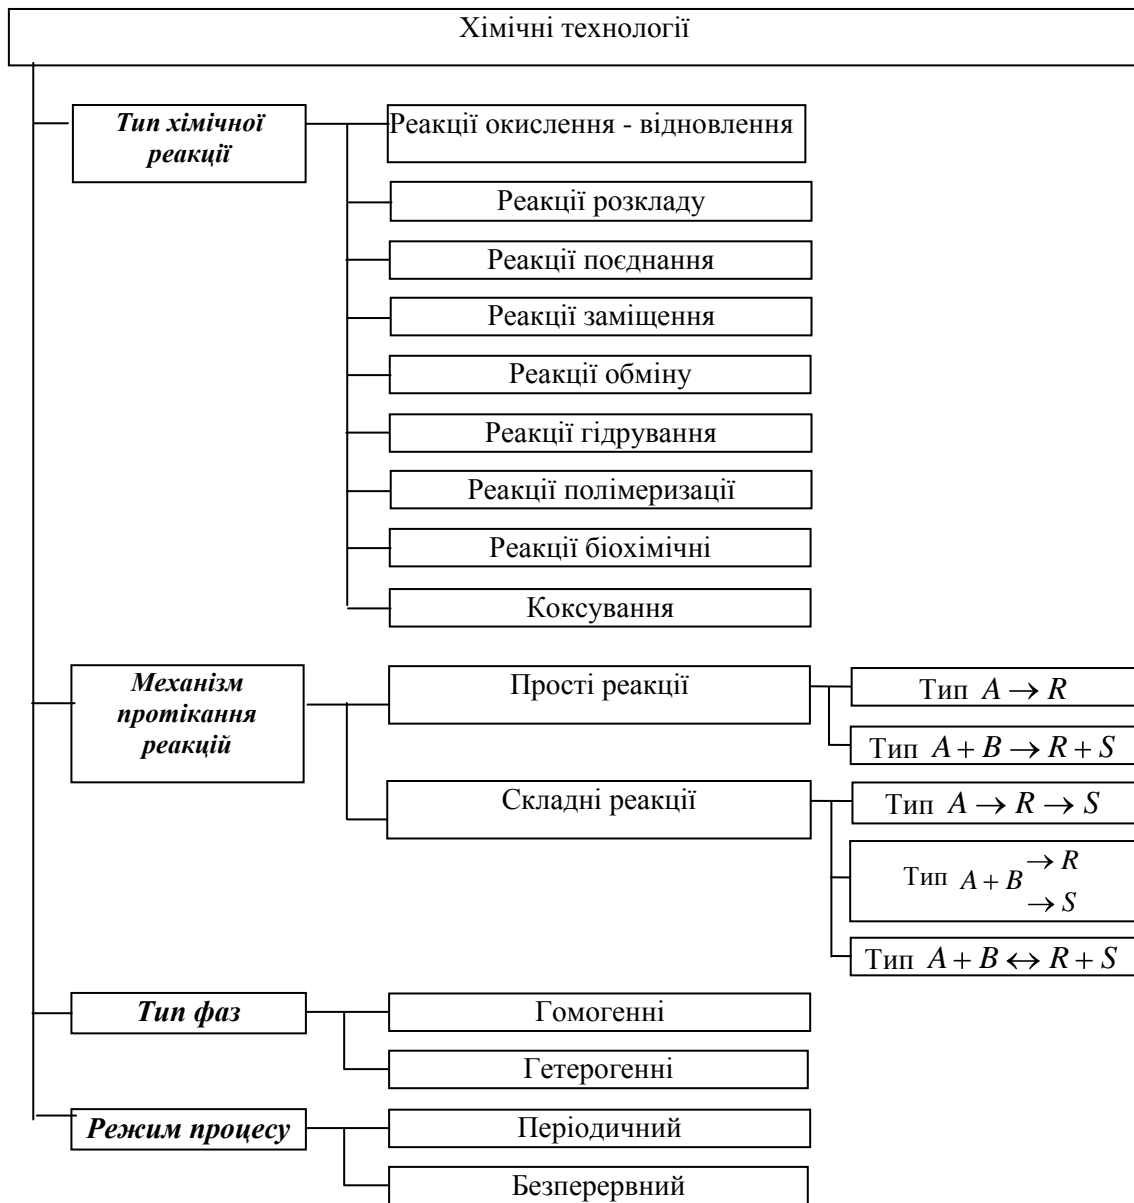 Хімічні технології
Тип хімічної
реакції
Реакції окислення - відновлення
Реакції розкладу
Реакції поєднання
Реакції заміщення
Реакції обміну
Реакції гідрування
Реакції полімеризації
Реакції біохімічні
Коксування
Механізм
протікання
реакцій
Прості реакції
Тип A → R
Тип A + B → R + S
Складні реакції
Тип A → R → S
Тип A + B → R
→ S
Тип A + B ↔ R + S
Тип фаз
Гомогенні
Гетерогенні
Режим процесу
Періодичний
Безперервний